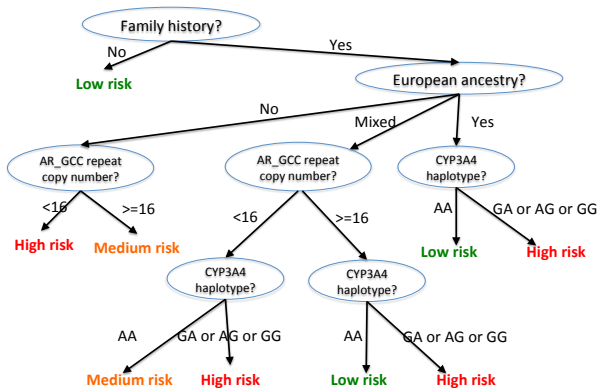 Family history?
No
Yes
Low risk
European ancestry?
No
Mixed
Yes
AR_GCC repeat
copy number?
AR_GCC repeat
copy number?
CYP3A4
haplotype?
<16
>=16
<16
>=16
AA
GA or AG or GG
High risk
Medium risk
Low risk
High risk
CYP3A4
haplotype?
CYP3A4
haplotype?
AA
GA or AG or GG
AA
GA or AG or GG
Medium risk
High risk
Low risk
High risk